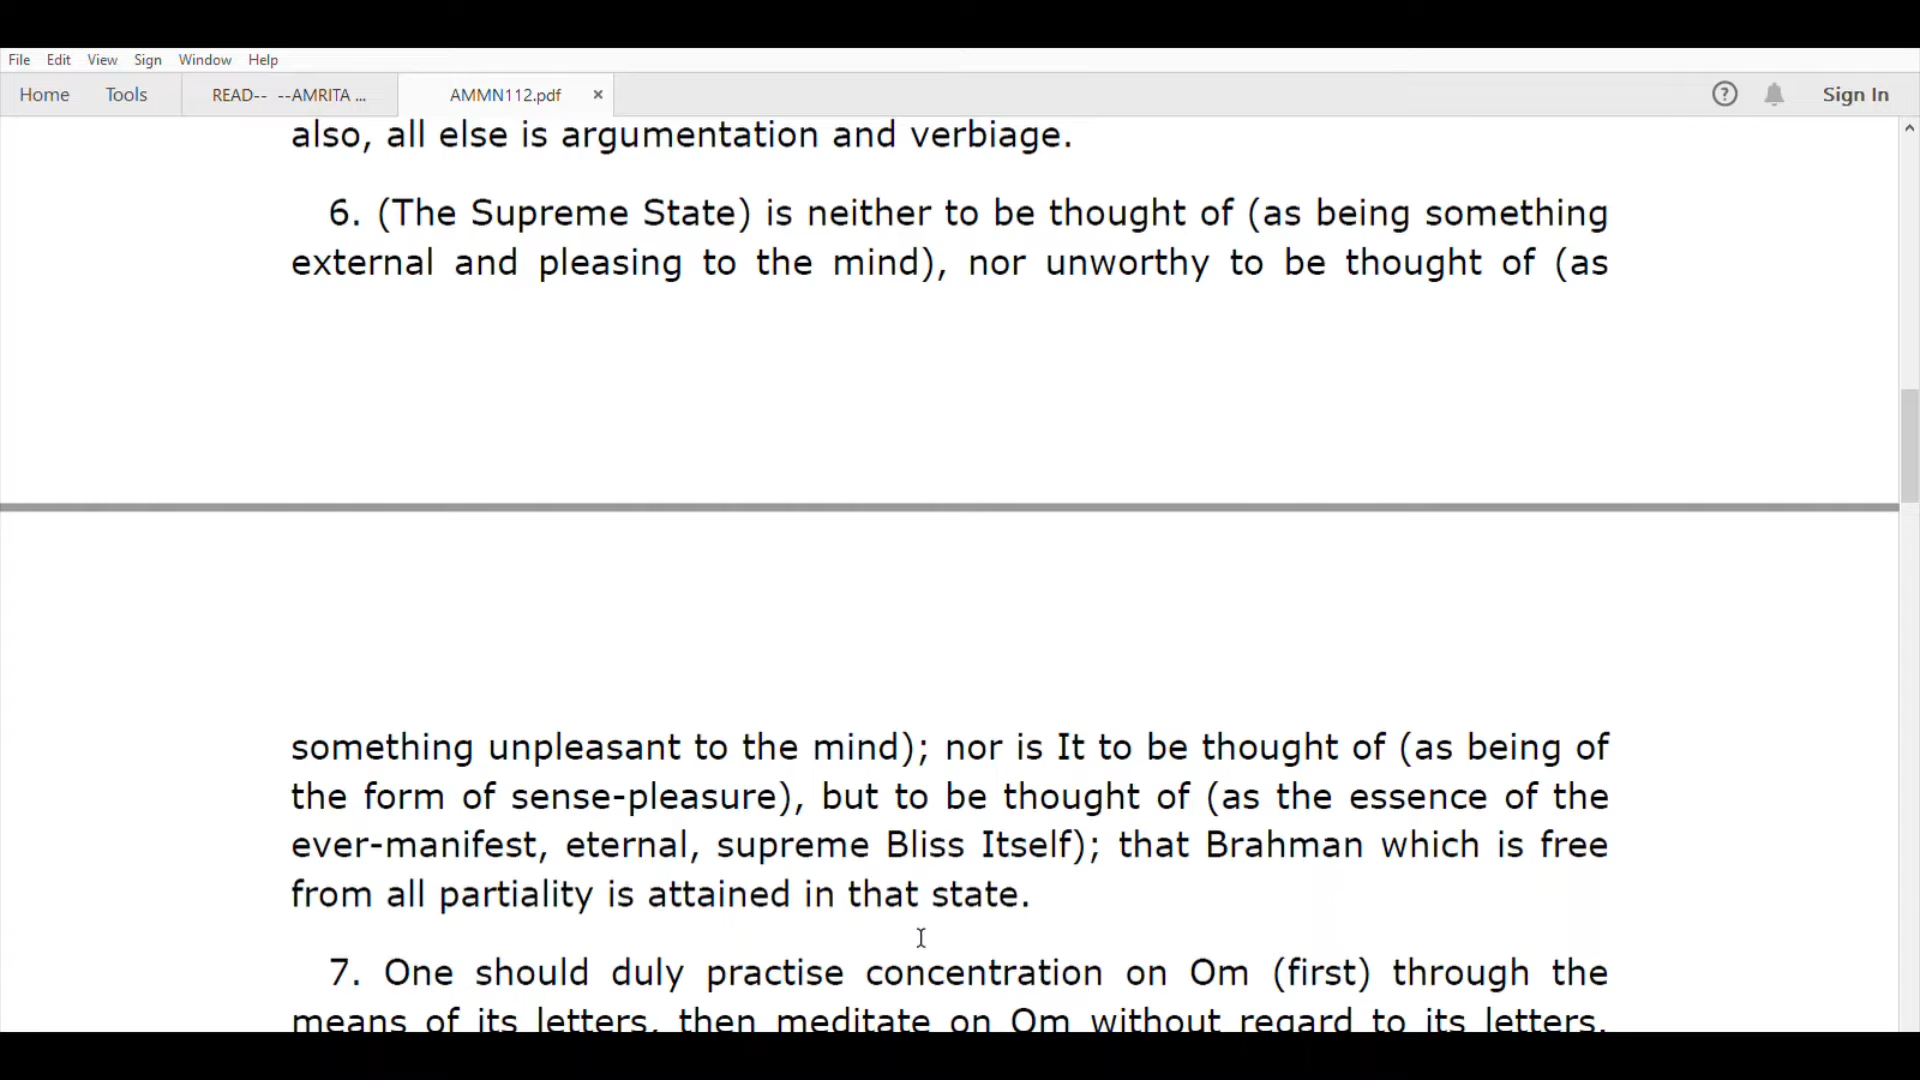 File Edit View Sign Window Help
Home Tools READ-- --AMRITA ... AMMN112.pdf × ? Sign In
also, all else is argumentation and verbiage.
6. (The Supreme State) is neither to be thought of (as being something
external and pleasing to the mind), nor unworthy to be thought of (as
something unpleasant to the mind); nor is It to be thought of (as being of
the form of sense-pleasure), but to be thought of (as the essence of the
ever-manifest, eternal, supreme Bliss Itself); that Brahman which is free
from all partiality is attained in that state.
7. One should duly practise concentration on Om (first) through the
means of its letters, then meditate on Om without regard to its letters.